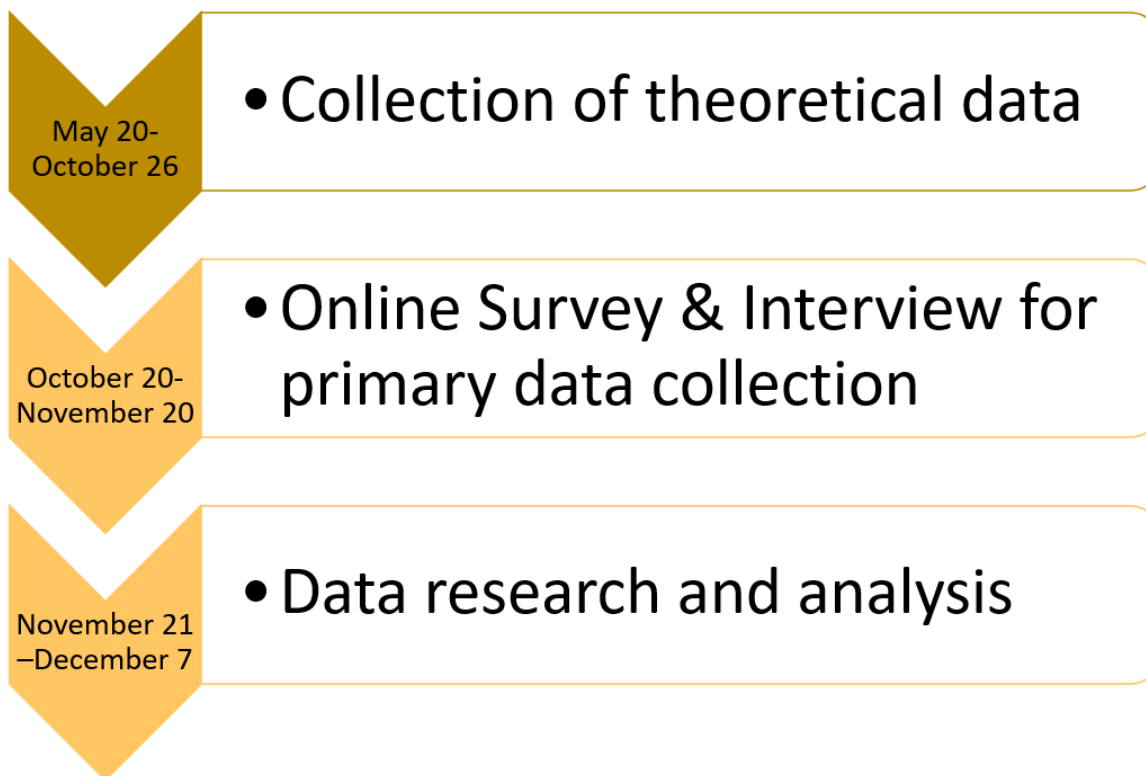 May 20-
October 26
• Collection of theoretical data
October 20-
November 20
• Online Survey & Interview for
primary data collection
November 21
–December 7
• Data research and analysis